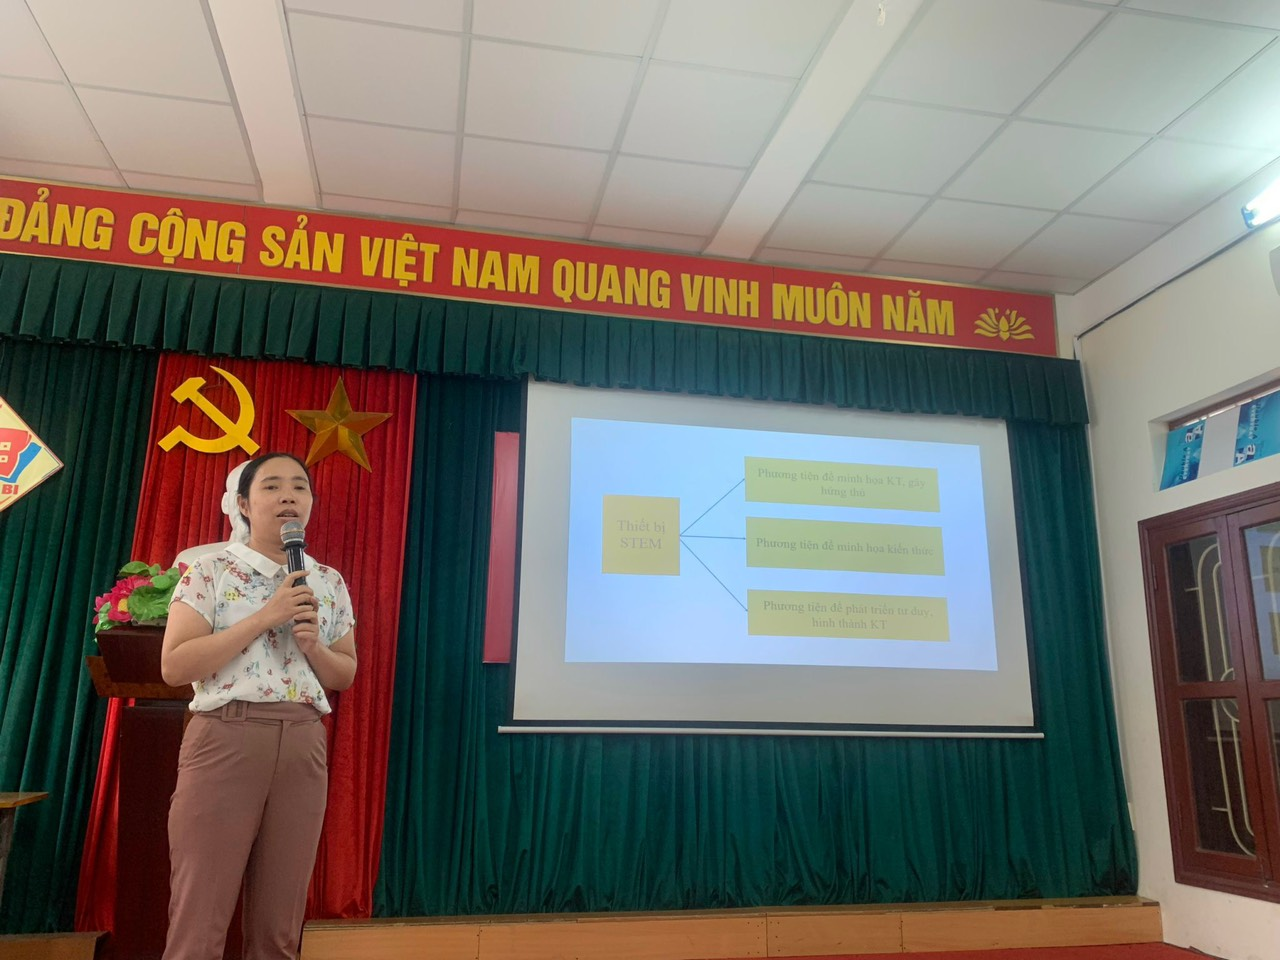 ĐẢNG CỘNG SẢN VIỆT NAM QUANG VINH MUÔN NĂM
Thiết bị
STEM
Phương tiện để minh họa KT, gây
hứng thú
Phương tiện để minh họa kiến thức
Phương tiện để phát triển tư duy,
hình thành KT
BI